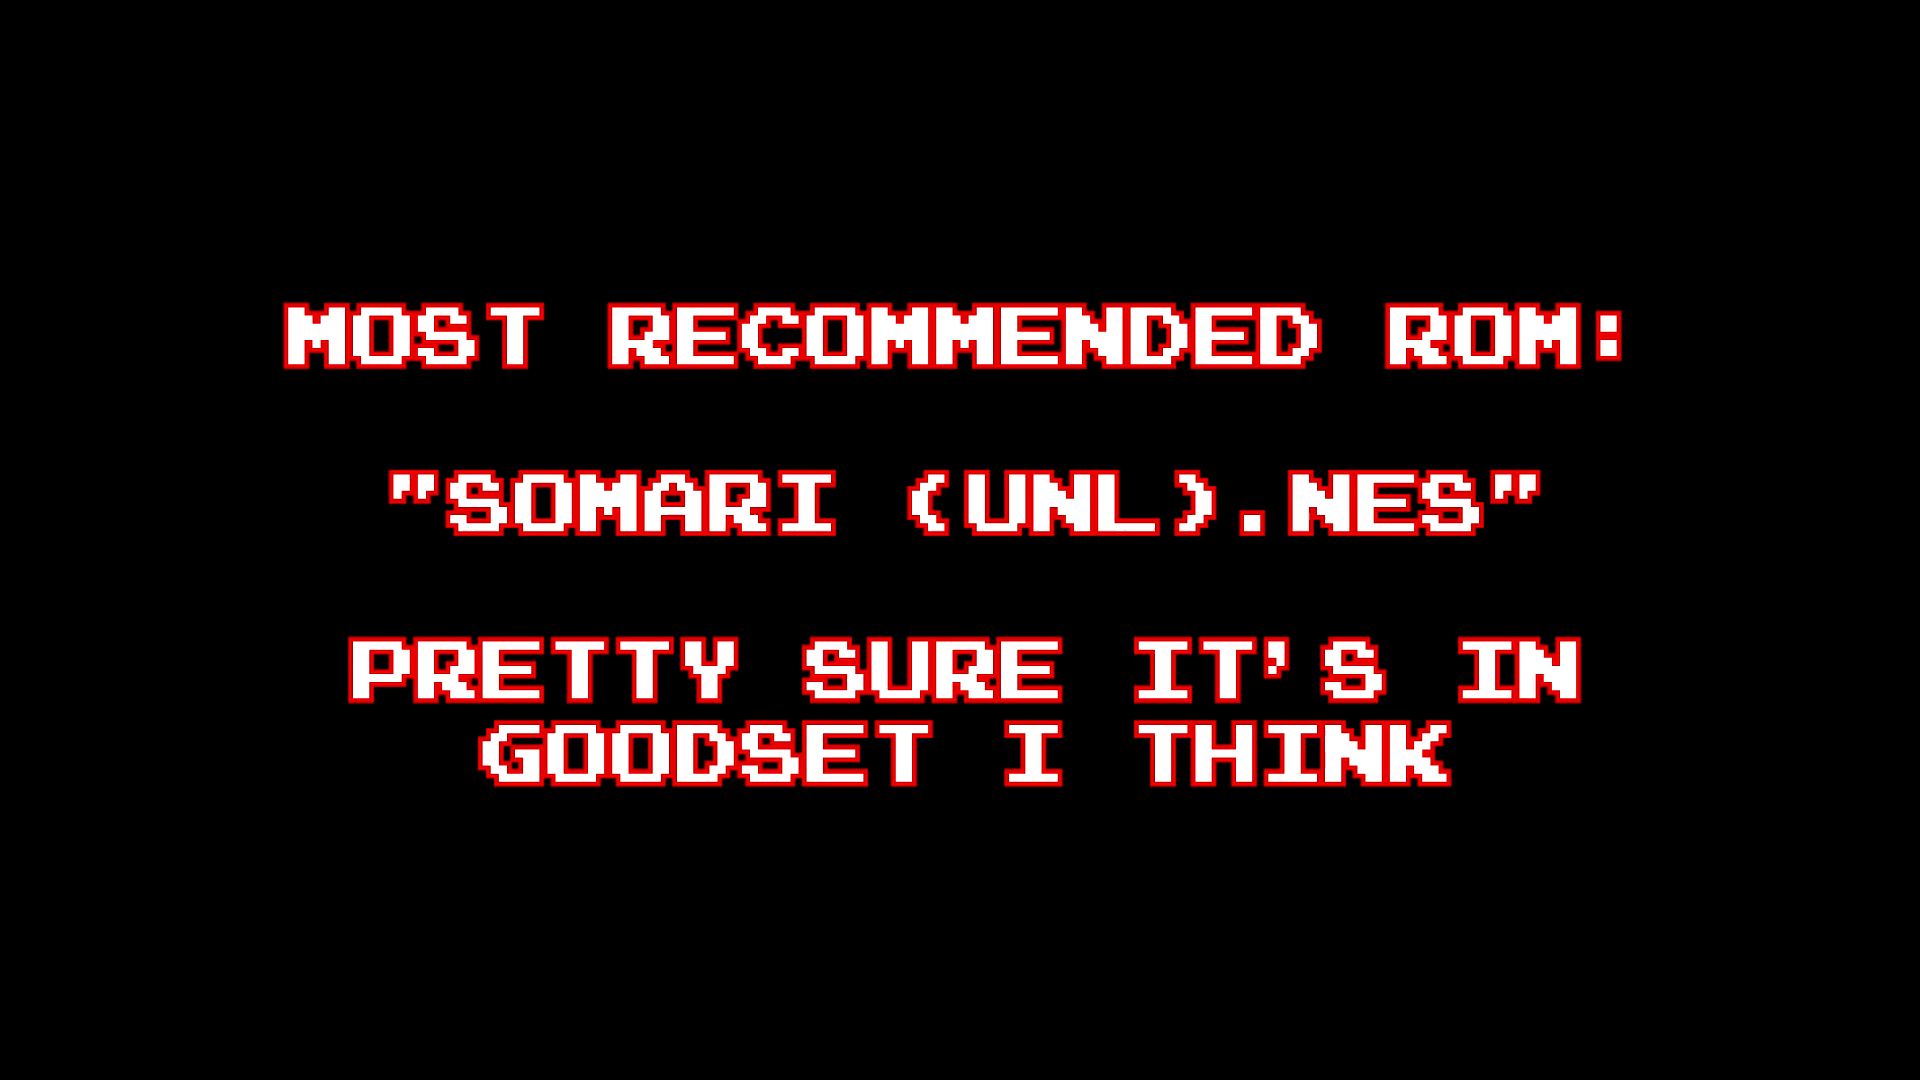 MOST RECOMMENDED ROM:
"SOMARI (UNL).NES"
PRETTY SURE IT'S IN
GOODSET I THINK